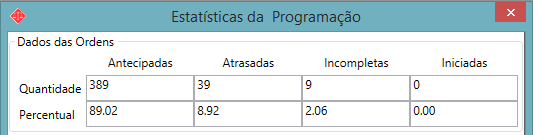 Estatísticas da  Programação
Dados das Ordens
Antecipadas Atrasadas Incompletas Iniciadas
Quantidade 389 39 9 0
Percentual 89.02 8.92 2.06 0.00